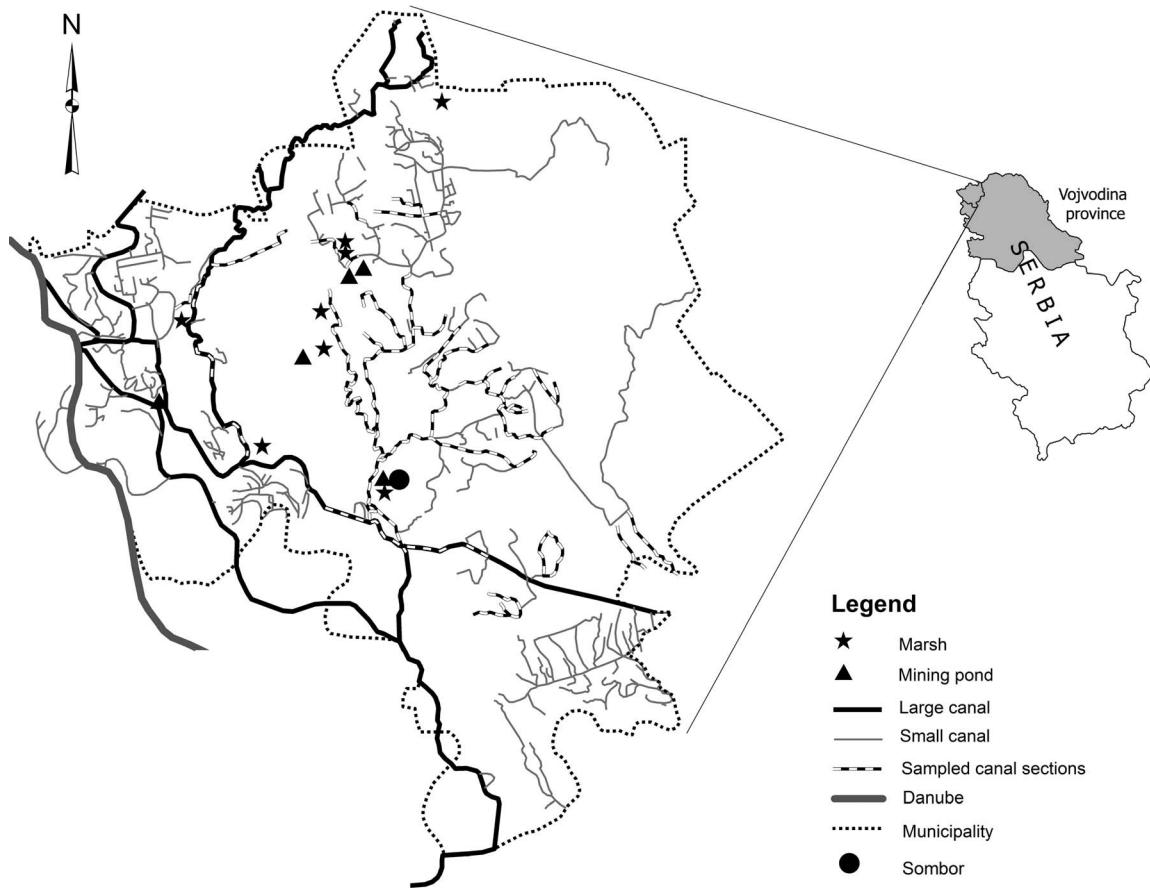 N
Vojvodina
province
SERBIA
Legend
Marsh
Mining pond
Large canal
Small canal
Sampled canal sections
Danube
Municipality
Sombor